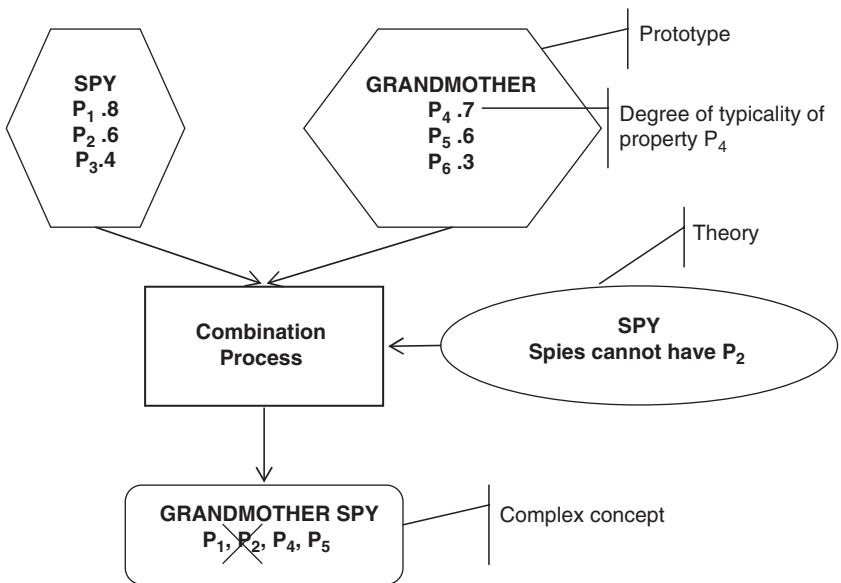 Prototype
SPY
P₁ .8
P₂ .6
P₃.4
GRANDMOTHER
P₄ .7
P₅ .6
P₆ .3
Degree of typicality of
property P₄
Theory
Combination
Process
SPY
Spies cannot have P₂
GRANDMOTHER SPY
P₁, P₂, P₄, P₅
Complex concept